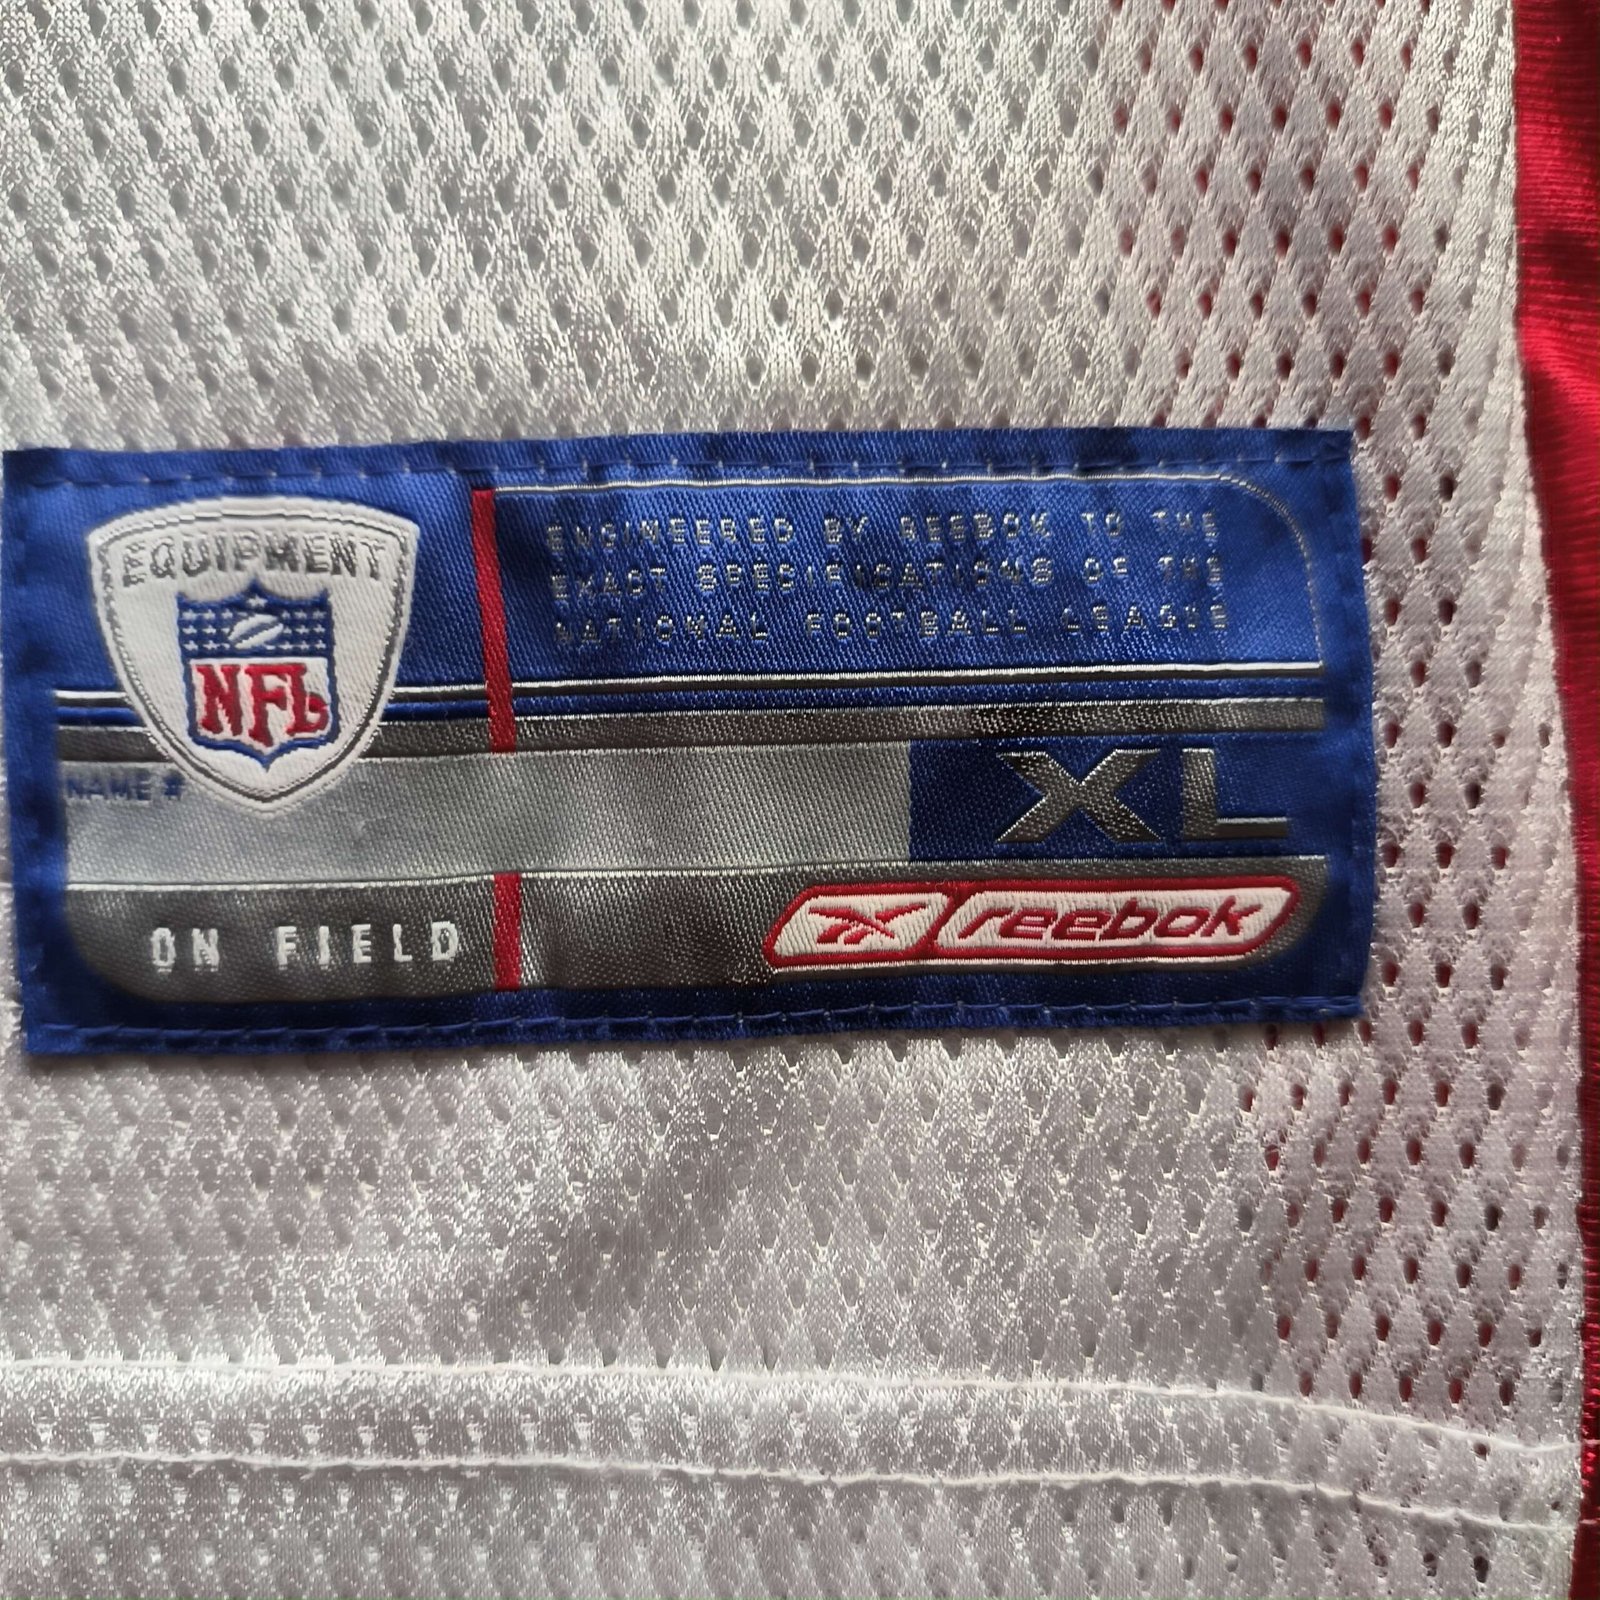 EQUIPMENT
NFL
ENGINEERED BY REEBOK TO THE
EXACT SPECIFICATIONS OF THE
NATIONAL FOOTBALL LEAGUE
NAME #
XL
ON FIELD
reebok